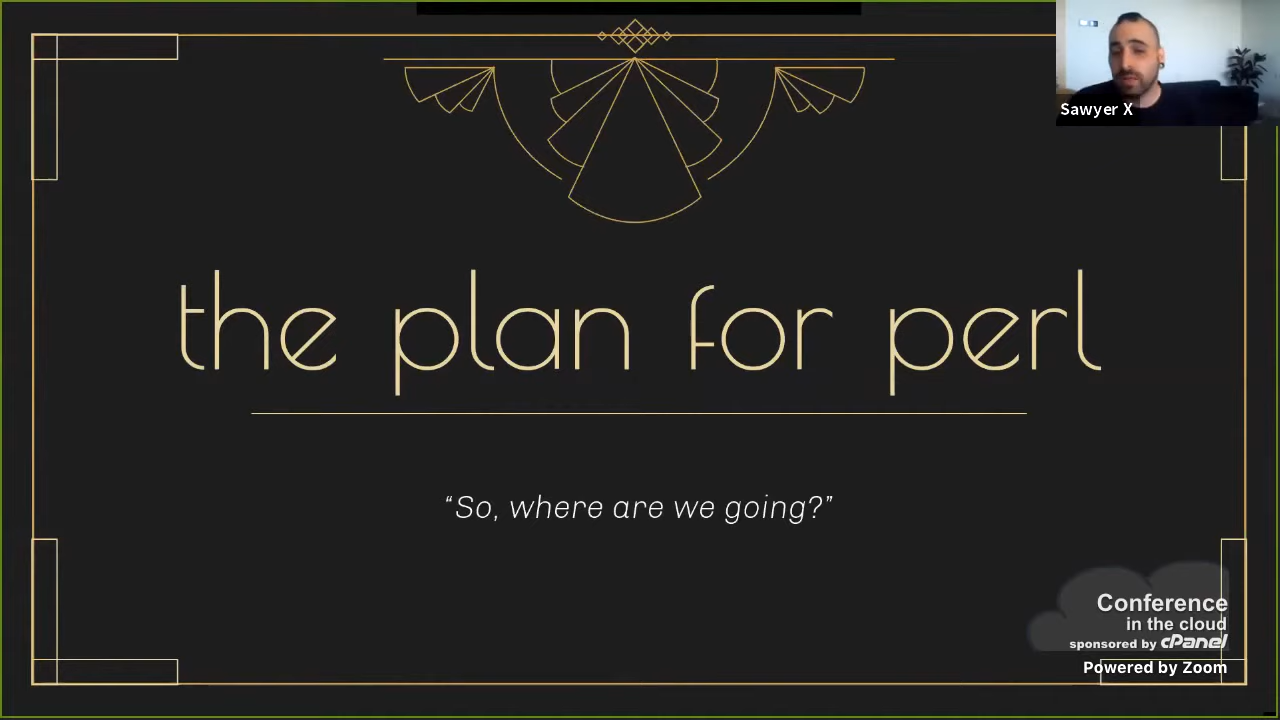 Sawyer X
the plan for perl
“So, where are we going?”
Conference
in the cloud
sponsored by cPanel
Powered by Zoom